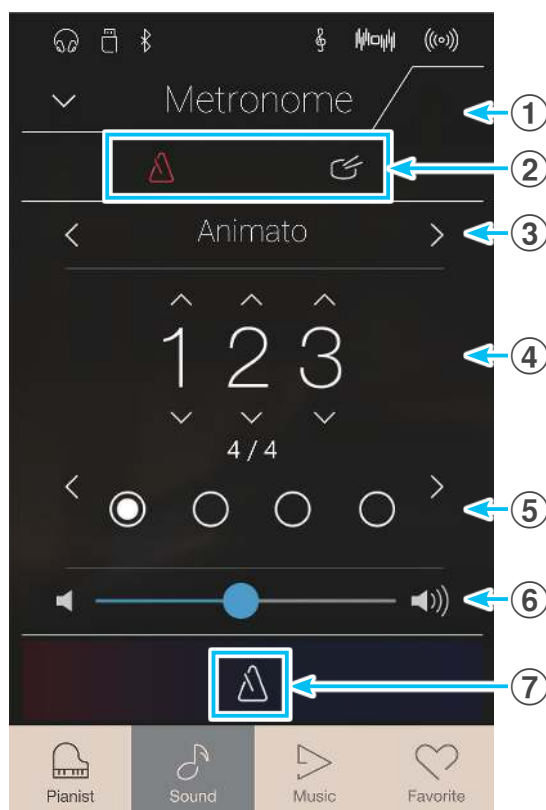 Metronome
①
②
Animato
③
1 2 3
④
4 / 4
⑤
⑥
⑦
Pianist Sound Music Favorite